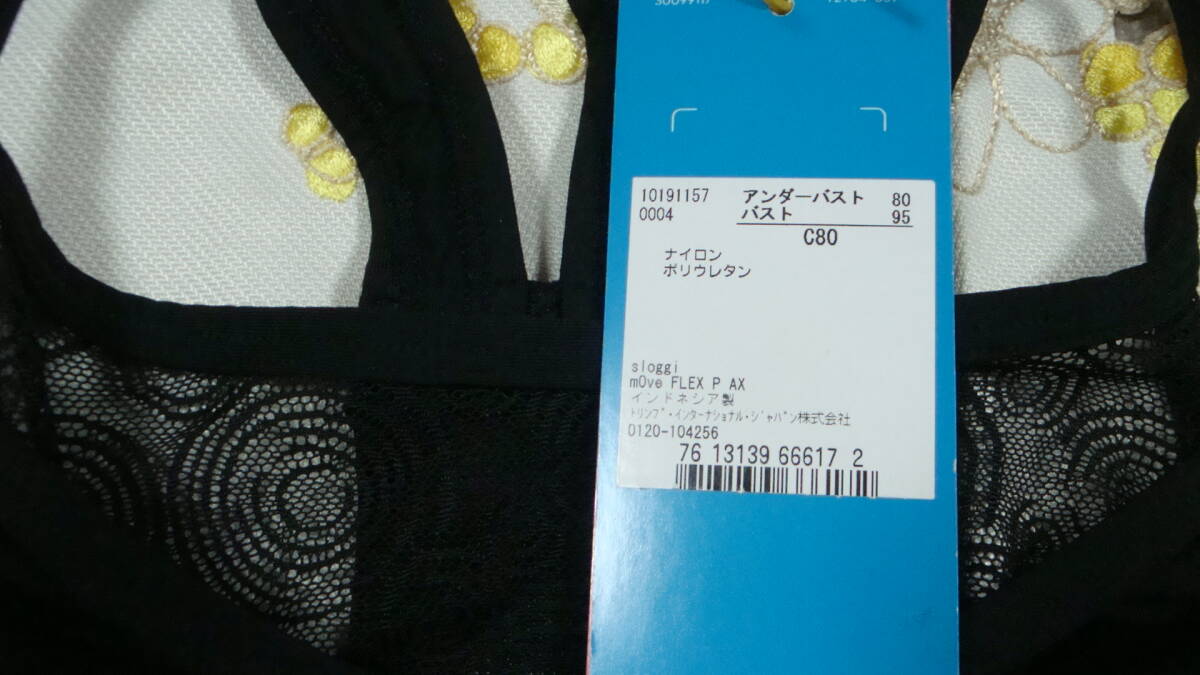 10191157 アンダーバスト 80
0004 バスト 95
C80
ナイロン
ポリウレタン
sloggi
mOve FLEX P AX
インドネシア製
ﾄﾘﾝﾌﾟ･ｲﾝﾀｰﾅｼｮﾅﾙ･ｼﾞｬﾊﾟﾝ株式会社
0120-104256
76 13139 66617 2